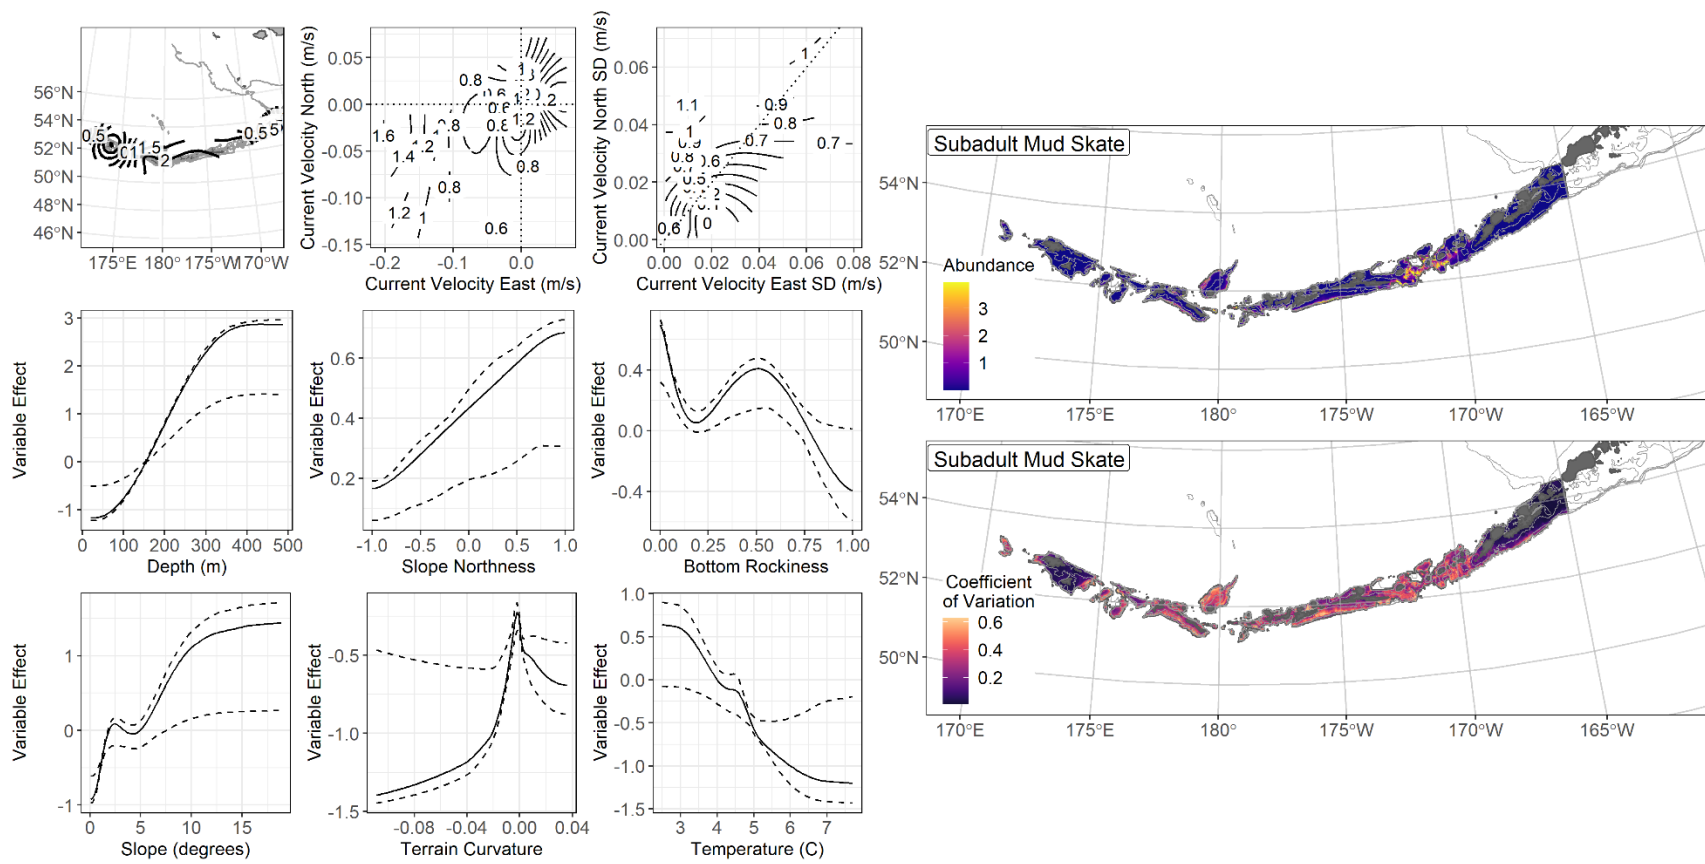 56°N
54°N
52°N
50°N
48°N
46°N
175°E 180° 175°W 170°W
0.5
1.5
2
0.5
Current Velocity North (m/s)
0.05
0.00
-0.05
-0.10
-0.15
-0.2 -0.1 0.0
Current Velocity East (m/s)
0.8
0.6
1.6
0.8
1.4
0.8
0.8
1.2
1
0.6
Current Velocity North SD (m/s)
0.06
0.04
0.02
0.00
0.00 0.02 0.04 0.06 0.08
Current Velocity East SD (m/s)
1
1.1
0.9
0.8
1
0.7
0.7
0.8
0.6
0.5
0
0.6
Variable Effect
3
2
1
0
-1
0 100 200 300 400 500
Depth (m)
Variable Effect
0.6
0.4
0.2
-1.0 -0.5 0.0 0.5 1.0
Slope Northness
Variable Effect
0.4
0.0
-0.4
0.00 0.25 0.50 0.75 1.00
Bottom Rockiness
Variable Effect
1
0
-1
0 5 10 15
Slope (degrees)
Variable Effect
-0.5
-1.0
-1.5
-0.08 -0.04 0.00 0.04
Terrain Curvature
Variable Effect
1.0
0.5
0.0
-0.5
-1.0
-1.5
3 4 5 6 7
Temperature (C)
Subadult Mud Skate
54°N
52°N
50°N
Abundance
3
2
1
170°E 175°E 180° 175°W 170°W 165°W
Subadult Mud Skate
54°N
52°N
50°N
Coefficient
of Variation
0.6
0.4
0.2
170°E 175°E 180° 175°W 170°W 165°W